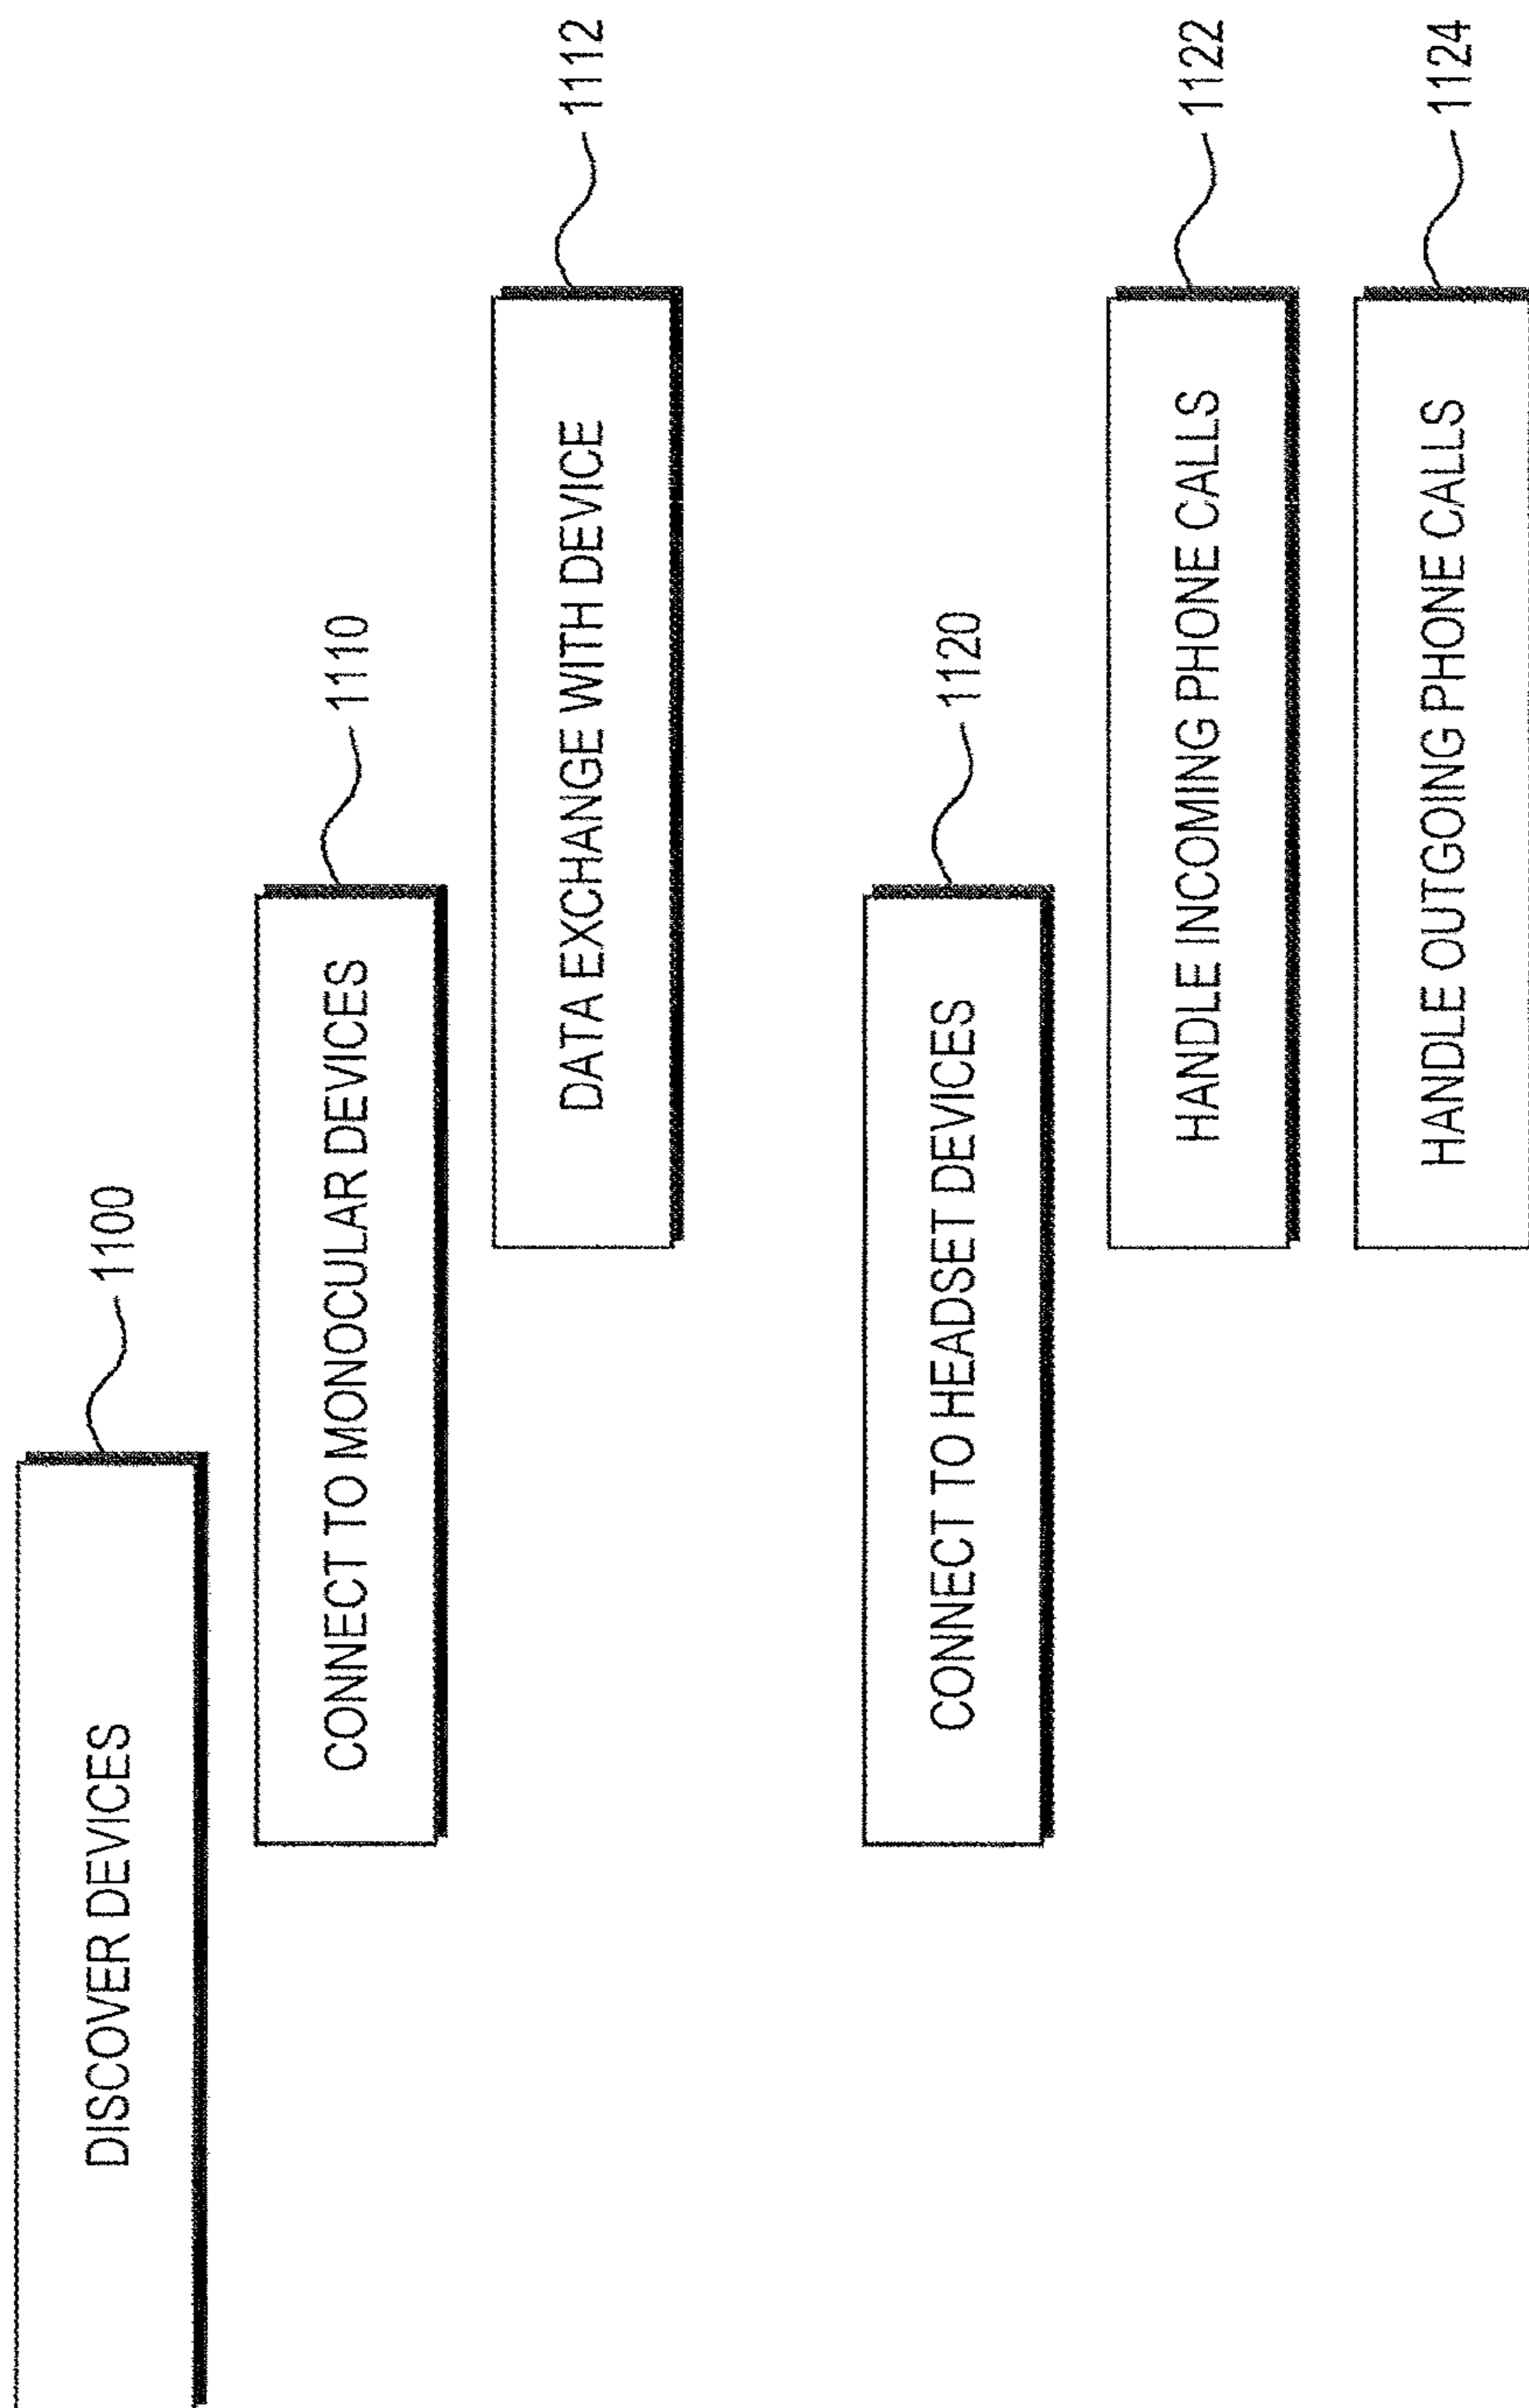 DISCOVER DEVICES
1100
CONNECT TO MONOCULAR DEVICES
1110
DATA EXCHANGE WITH DEVICE
1112
CONNECT TO HEADSET DEVICES
1120
HANDLE INCOMING PHONE CALLS
1122
HANDLE OUTGOING PHONE CALLS
1124